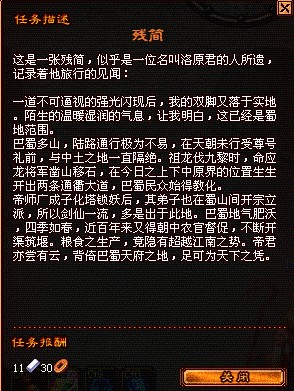 任务描述
残简
这是一张残简，似乎是一位名叫洛原君的人所遗，
记录着他旅行的见闻：
一道不可逼视的强光闪现后，我的双脚又落于实地
。陌生的温暖湿润的气息，让我明白，这已经是蜀
地范围。
巴蜀多山，陆路通行极为不易，在天朝未行受尊号
礼前，与中土之地一直隔绝。祖龙伐九黎时，命应
龙将军凿山移石，在今日之上下中原界的位置生生
开出两条通衢大道，巴蜀民众始得教化。
帝师广成子化塔锁妖后，其弟子也在蜀山间开宗立
派，所以剑仙一流，多是出于此地。巴蜀地气肥沃
，四季如春，近百年来又得朝中农官督促，不断开
渠筑堰。粮食之生产，竟隐有超越江南之势。帝君
亦尝有云，背倚巴蜀天府之地，足可为天下之凭。
任务报酬
11 30
关闭